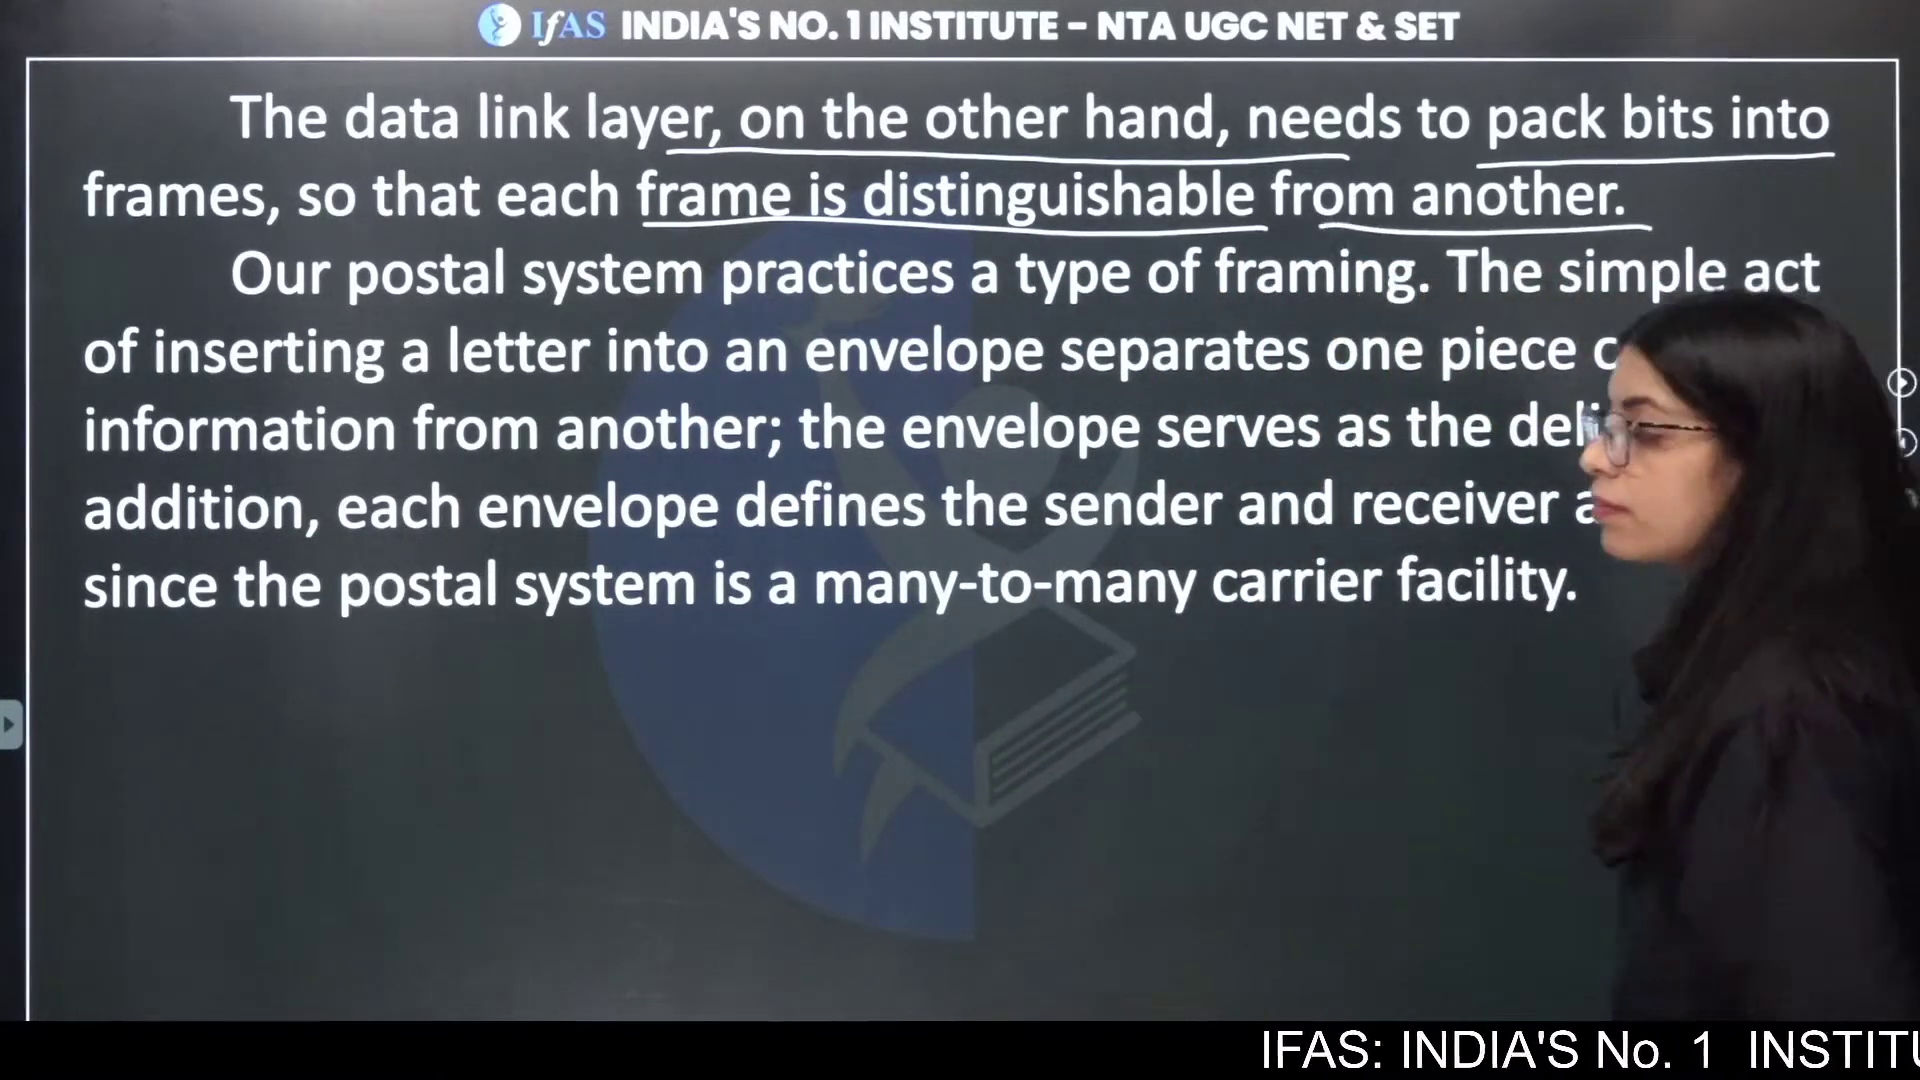 IfAS INDIA'S NO. 1 INSTITUTE – NTA UGC NET & SET
The data link layer, on the other hand, needs to pack bits into
frames, so that each frame is distinguishable from another.
Our postal system practices a type of framing. The simple act
of inserting a letter into an envelope separates one piece
information from another; the envelope serves as the
addition, each envelope defines the sender and receiver
since the postal system is a many-to-many carrier facility.
IFAS: INDIA'S No. 1